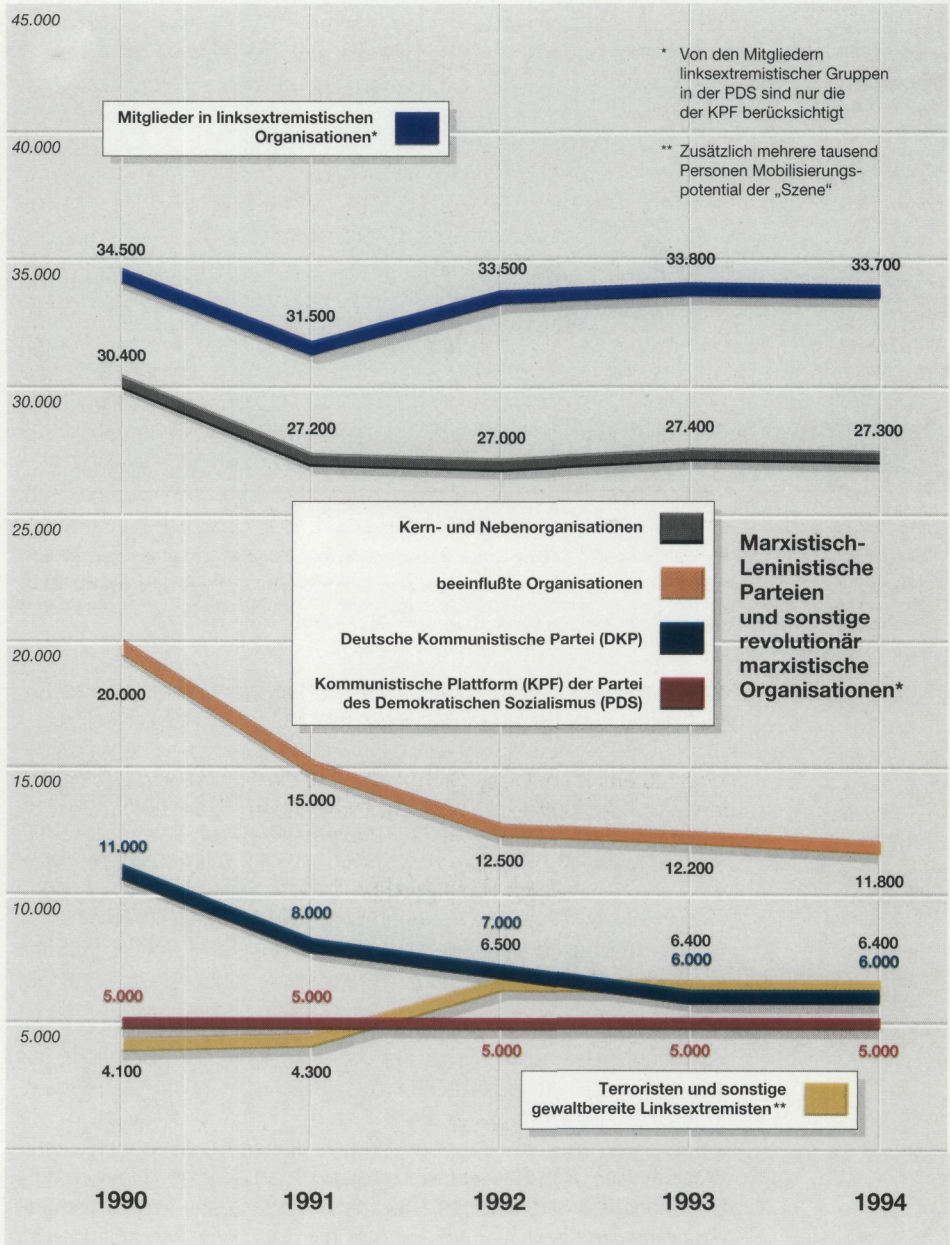 45.000
* Von den Mitgliedern
linksextremistischer Gruppen
in der PDS sind nur die
der KPF berücksichtigt
Mitglieder in linksextremistischen
Organisationen*
40.000
** Zusätzlich mehrere tausend
Personen Mobilisierungs-
potential der „Szene“
34.500
31.500
33.500
33.800
33.700
35.000
30.400
27.200
27.000
27.400
27.300
30.000
25.000
Kern- und Nebenorganisationen
beeinflußte Organisationen
Deutsche Kommunistische Partei (DKP)
Kommunistische Plattform (KPF) der Partei
des Demokratischen Sozialismus (PDS)
Marxistisch-
Leninistische
Parteien
und sonstige
revolutionär
marxistische
Organisationen*
20.000
20.000
15.000
15.000
12.500
12.200
11.800
11.000
8.000
7.000
6.500
6.400
6.000
6.400
6.000
10.000
5.000
5.000
5.000
5.000
5.000
5.000
4.100
4.300
Terroristen und sonstige
gewaltbereite Linksextremisten**
1990 1991 1992 1993 1994